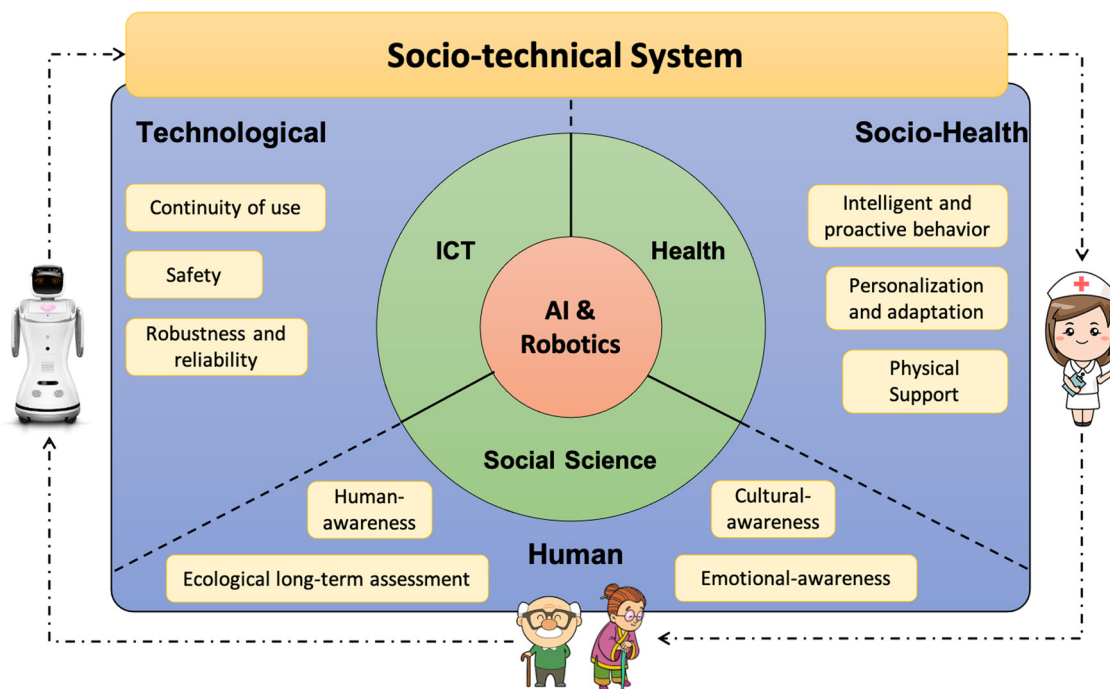 Socio-technical System
Technological
Socio-Health
Continuity of use
Safety
Robustness and
reliability
ICT
Health
AI &
Robotics
Social Science
Intelligent and
proactive behavior
Personalization
and adaptation
Physical
Support
Human-
awareness
Ecological long-term assessment
Human
Cultural-
awareness
Emotional-awareness